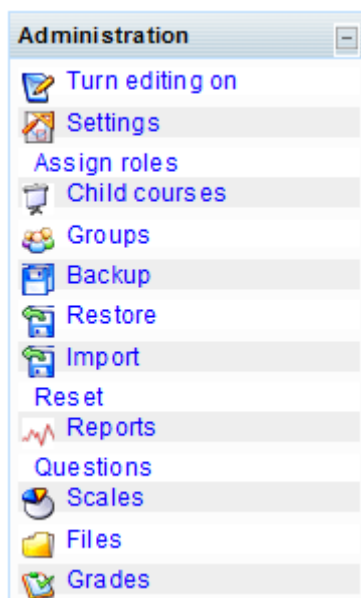 Administration
Turn editing on
Settings
Assign roles
Child courses
Groups
Backup
Restore
Import
Reset
Reports
Questions
Scales
Files
Grades